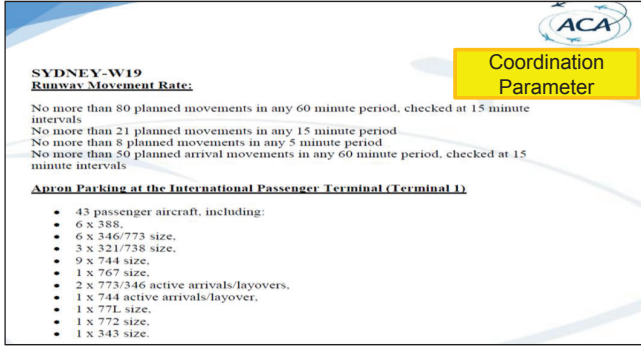 ACA
Coordination
Parameter
SYDNEY-W19
Runway Movement Rate:
No more than 80 planned movements in any 60 minute period, checked at 15 minute
intervals
No more than 21 planned movements in any 15 minute period
No more than 8 planned movements in any 5 minute period
No more than 50 planned arrival movements in any 60 minute period, checked at 15
minute intervals
Apron Parking at the International Passenger Terminal (Terminal 1)
• 43 passenger aircraft, including:
• 6 x 388,
• 6 x 346/773 size,
• 3 x 321/738 size,
• 9 x 744 size,
• 1 x 767 size,
• 2 x 773/346 active arrivals/layovers,
• 1 x 744 active arrivals/layover,
• 1 x 77L size,
• 1 x 772 size,
• 1 x 343 size.